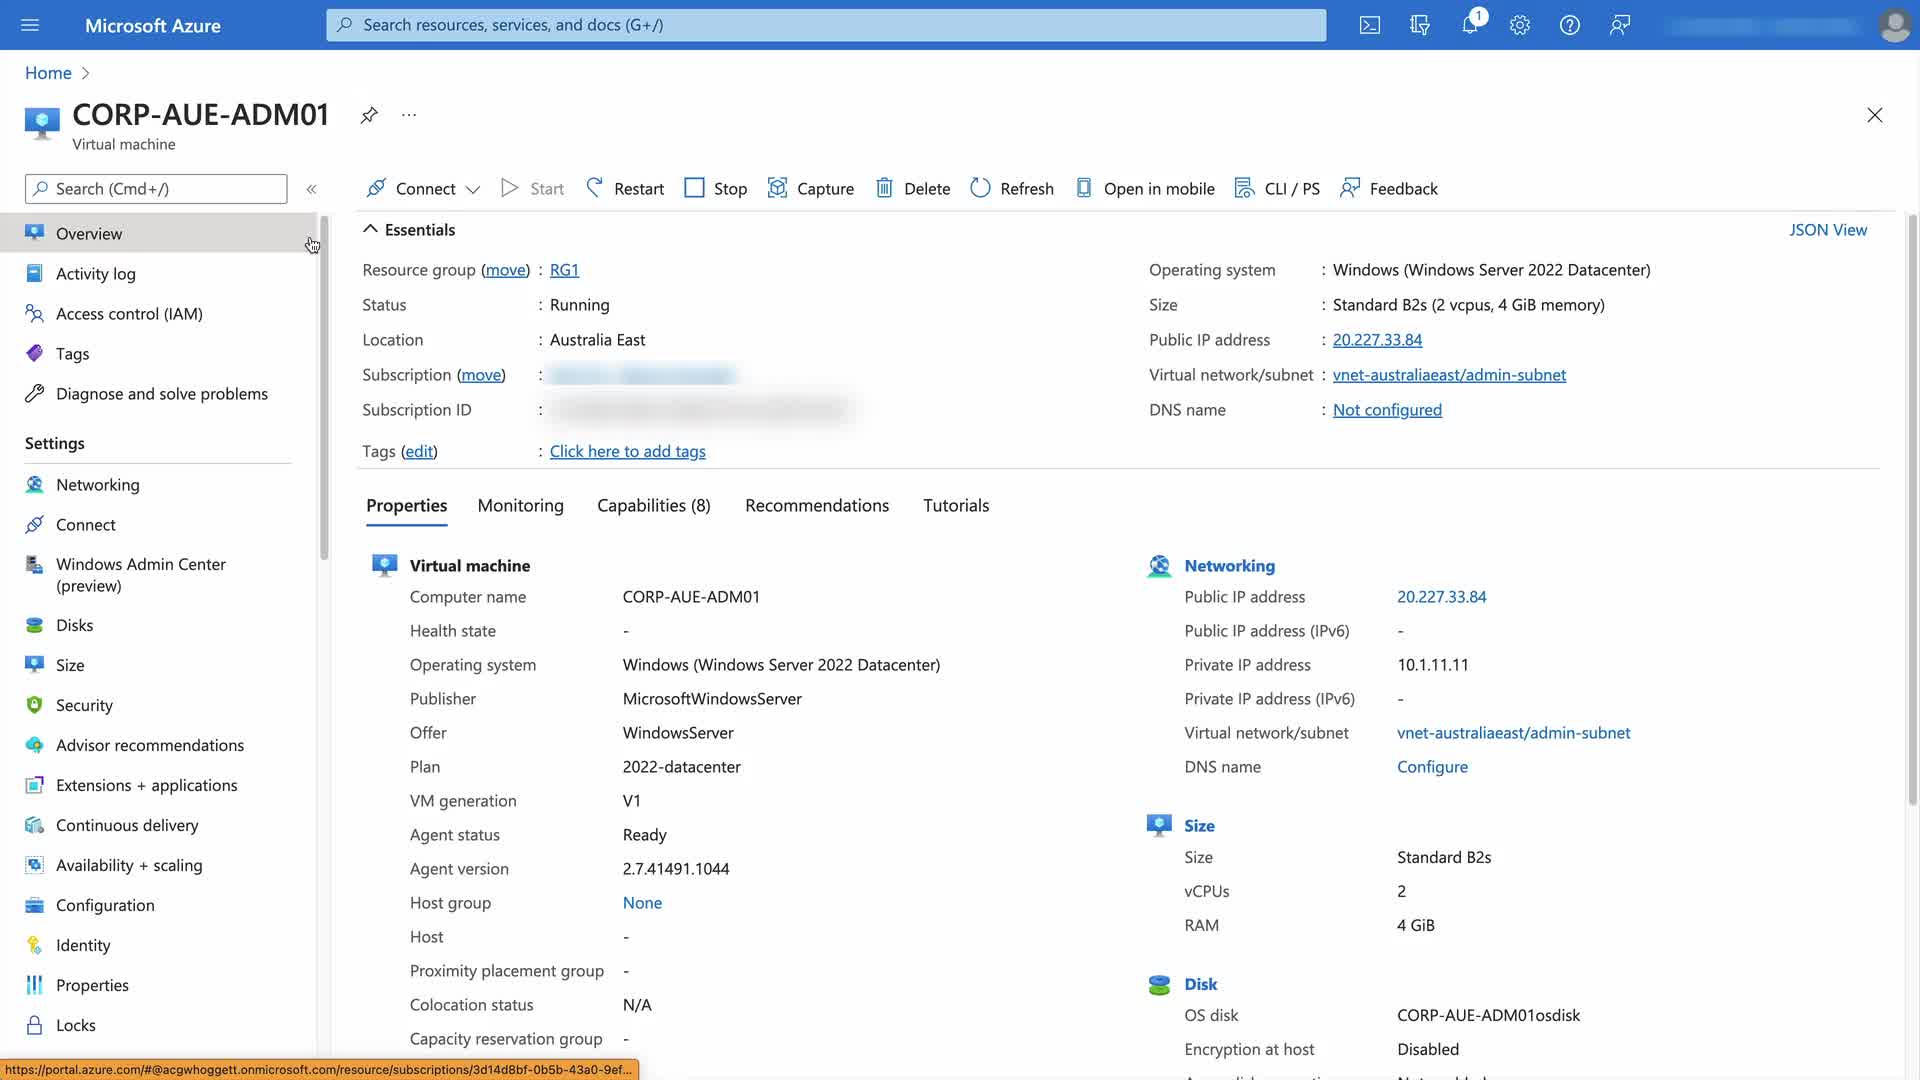 Microsoft Azure
Search resources, services, and docs (G+/)
1
Home
CORP-AUE-ADM01
...
Virtual machine
Search (Cmd+/)
«
Connect
Start
Restart
Stop
Capture
Delete
Refresh
Open in mobile
CLI / PS
Feedback
Overview
Activity log
Access control (IAM)
Tags
Diagnose and solve problems
Settings
Networking
Connect
Windows Admin Center
(preview)
Disks
Size
Security
Advisor recommendations
Extensions + applications
Continuous delivery
Availability + scaling
Configuration
Identity
Properties
Locks
Essentials
JSON View
Resource group (move) : RG1
Status : Running
Location : Australia East
Subscription (move) :
Subscription ID :
Tags (edit) : Click here to add tags
Operating system : Windows (Windows Server 2022 Datacenter)
Size : Standard B2s (2 vcpus, 4 GiB memory)
Public IP address : 20.227.33.84
Virtual network/subnet : vnet-australiaeast/admin-subnet
DNS name : Not configured
Properties
Monitoring
Capabilities (8)
Recommendations
Tutorials
Virtual machine
Computer name CORP-AUE-ADM01
Health state -
Operating system Windows (Windows Server 2022 Datacenter)
Publisher MicrosoftWindowsServer
Offer WindowsServer
Plan 2022-datacenter
VM generation V1
Agent status Ready
Agent version 2.7.41491.1044
Host group None
Host -
Proximity placement group -
Colocation status N/A
Capacity reservation group -
Networking
Public IP address 20.227.33.84
Public IP address (IPv6) -
Private IP address 10.1.11.11
Private IP address (IPv6) -
Virtual network/subnet vnet-australiaeast/admin-subnet
DNS name Configure
Size
Size Standard B2s
vCPUs 2
RAM 4 GiB
Disk
OS disk CORP-AUE-ADM01osdisk
Encryption at host Disabled
https://portal.azure.com/#@acgwhoggett.onmicrosoft.com/resource/subscriptions/3d14d8bf-0b5b-43a0-9ef...